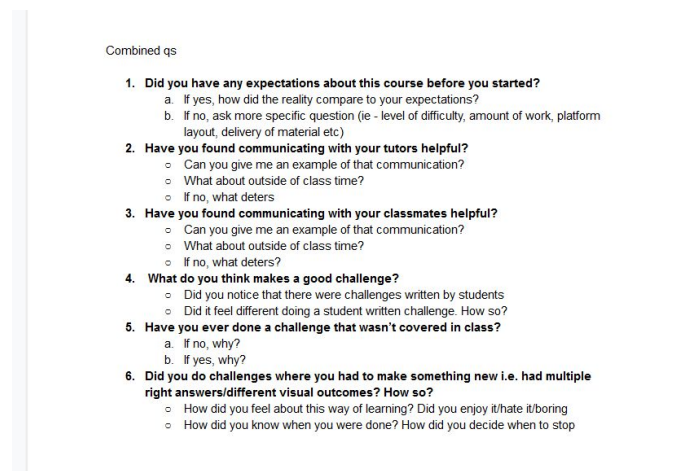 Combined qs
1. Did you have any expectations about this course before you started?
a. If yes, how did the reality compare to your expectations?
b. If no, ask more specific question (ie - level of difficulty, amount of work, platform
layout, delivery of material etc)
2. Have you found communicating with your tutors helpful?
○ Can you give me an example of that communication?
○ What about outside of class time?
○ If no, what deters
3. Have you found communicating with your classmates helpful?
○ Can you give me an example of that communication?
○ What about outside of class time?
○ If no, what deters?
4. What do you think makes a good challenge?
○ Did you notice that there were challenges written by students
○ Did it feel different doing a student written challenge. How so?
5. Have you ever done a challenge that wasn't covered in class?
a. If no, why?
b. If yes, why?
6. Did you do challenges where you had to make something new i.e. had multiple
right answers/different visual outcomes? How so?
○ How did you feel about this way of learning? Did you enjoy it/hate it/boring
○ How did you know when you were done? How did you decide when to stop